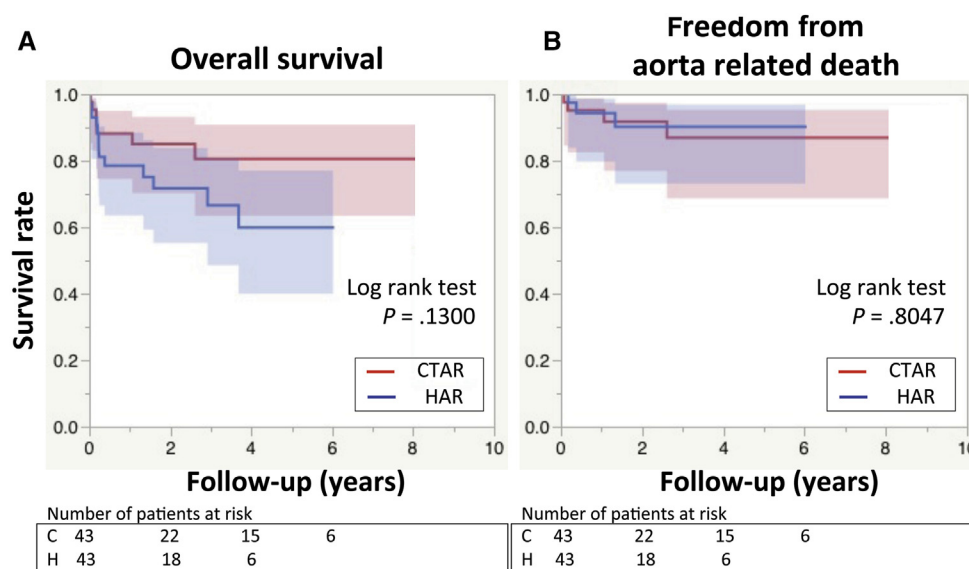 A
Overall survival
Survival rate
1.0
0.8
0.6
0.4
0.2
0.0
Log rank test
P = .1300
CTAR
HAR
0 2 4 6 8 10
Follow-up (years)
Number of patients at risk
C 43 22 15 6
H 43 18 6
B
Freedom from
aorta related death
1.0
0.8
0.6
0.4
0.2
0.0
Log rank test
P = .8047
CTAR
HAR
0 2 4 6 8 10
Follow-up (years)
Number of patients at risk
C 43 22 15 6
H 43 18 6